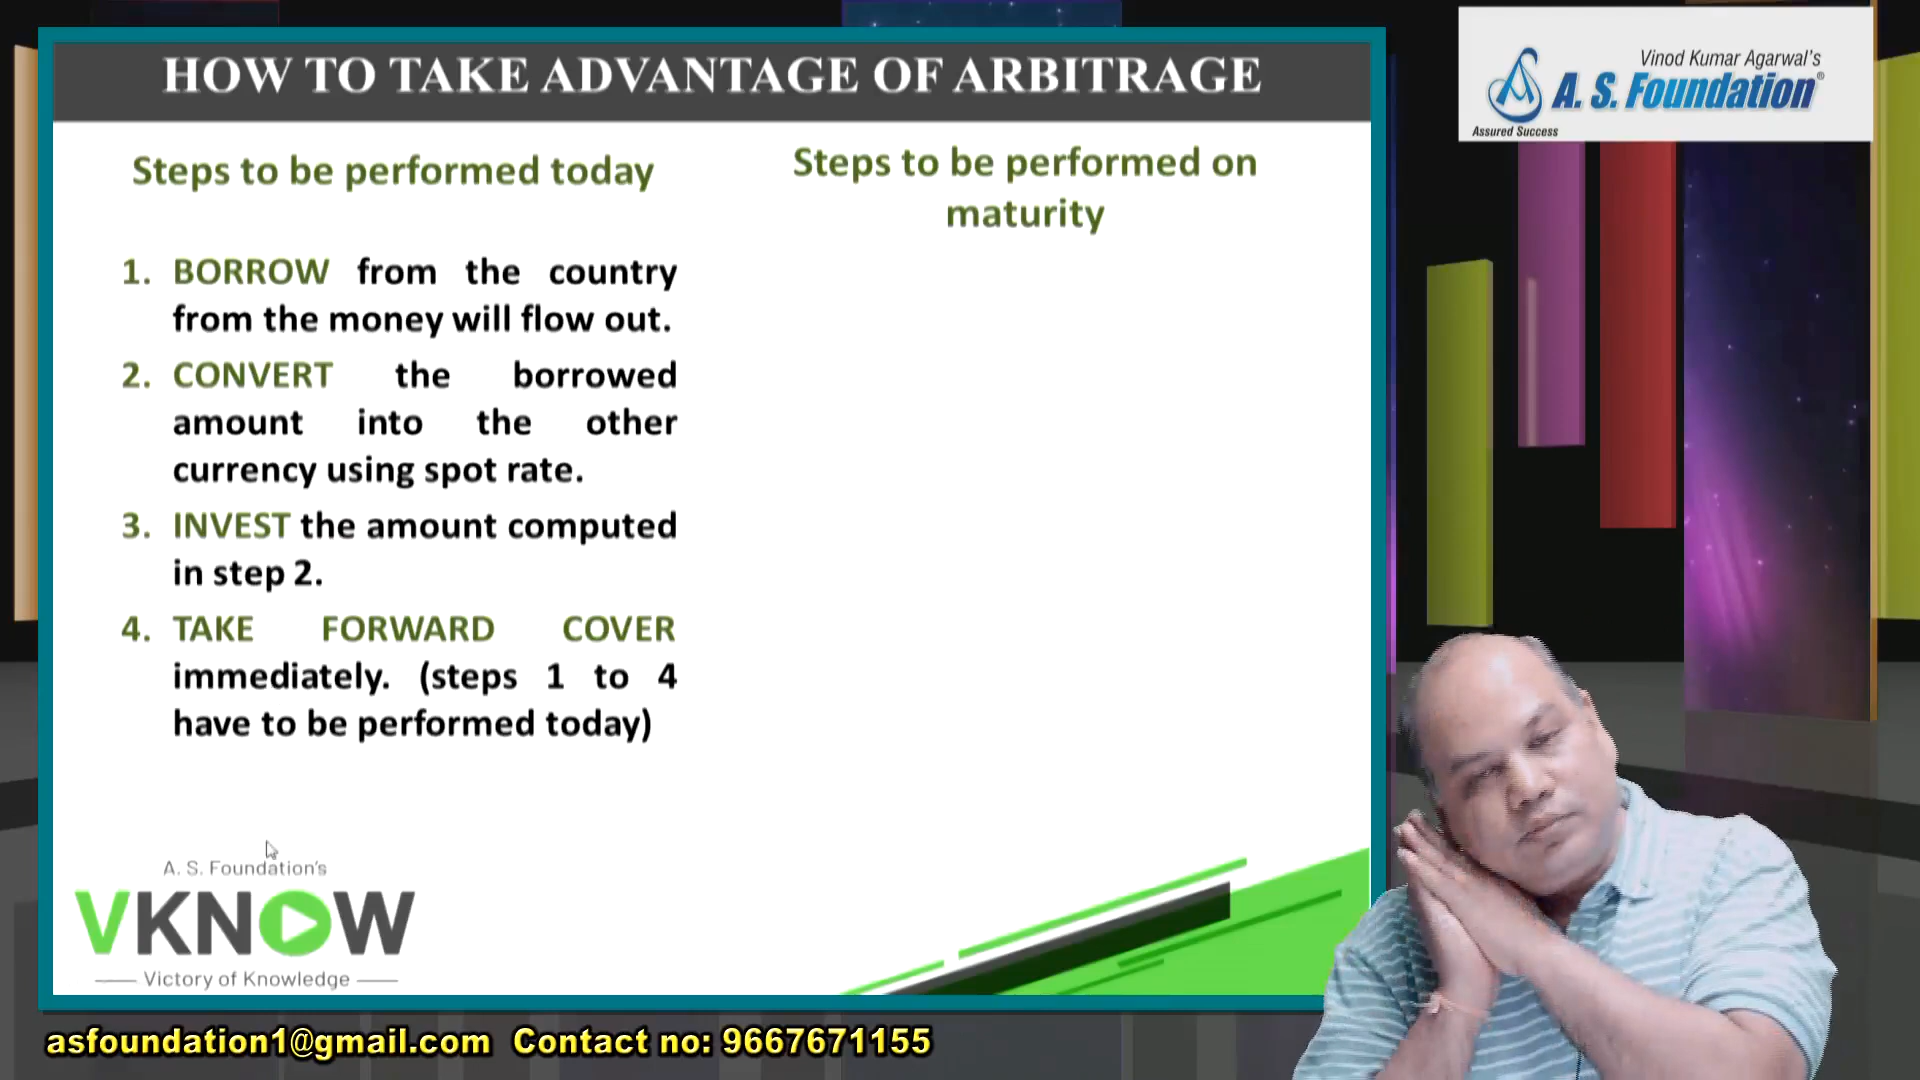 HOW TO TAKE ADVANTAGE OF ARBITRAGE
Steps to be performed today
1. BORROW from the country
from the money will flow out.
2. CONVERT the borrowed
amount into the other
currency using spot rate.
3. INVEST the amount computed
in step 2.
4. TAKE FORWARD COVER
immediately. (steps 1 to 4
have to be performed today)
Steps to be performed on
maturity
A. S. Foundation's
VKNOW
Victory of Knowledge
Vinod Kumar Agarwal's
A. S. Foundation®
Assured Success
asfoundation1@gmail.com Contact no: 9667671155